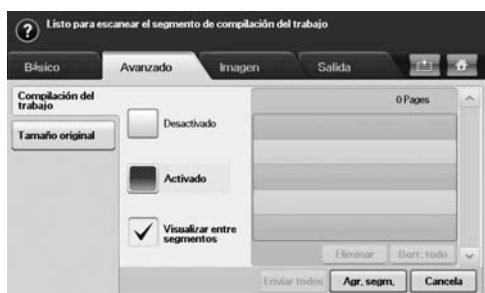 ? Listo para escanear el segmento de compilación del trabajo
Básico Avanzado Imagen Salida
Compilación del
trabajo
0 Pages
Tamaño original
Desactivado
Activado
Visualizar entre
segmentos
Eliminar Borr. todo
Enviar todos Agr. segm. Cancela